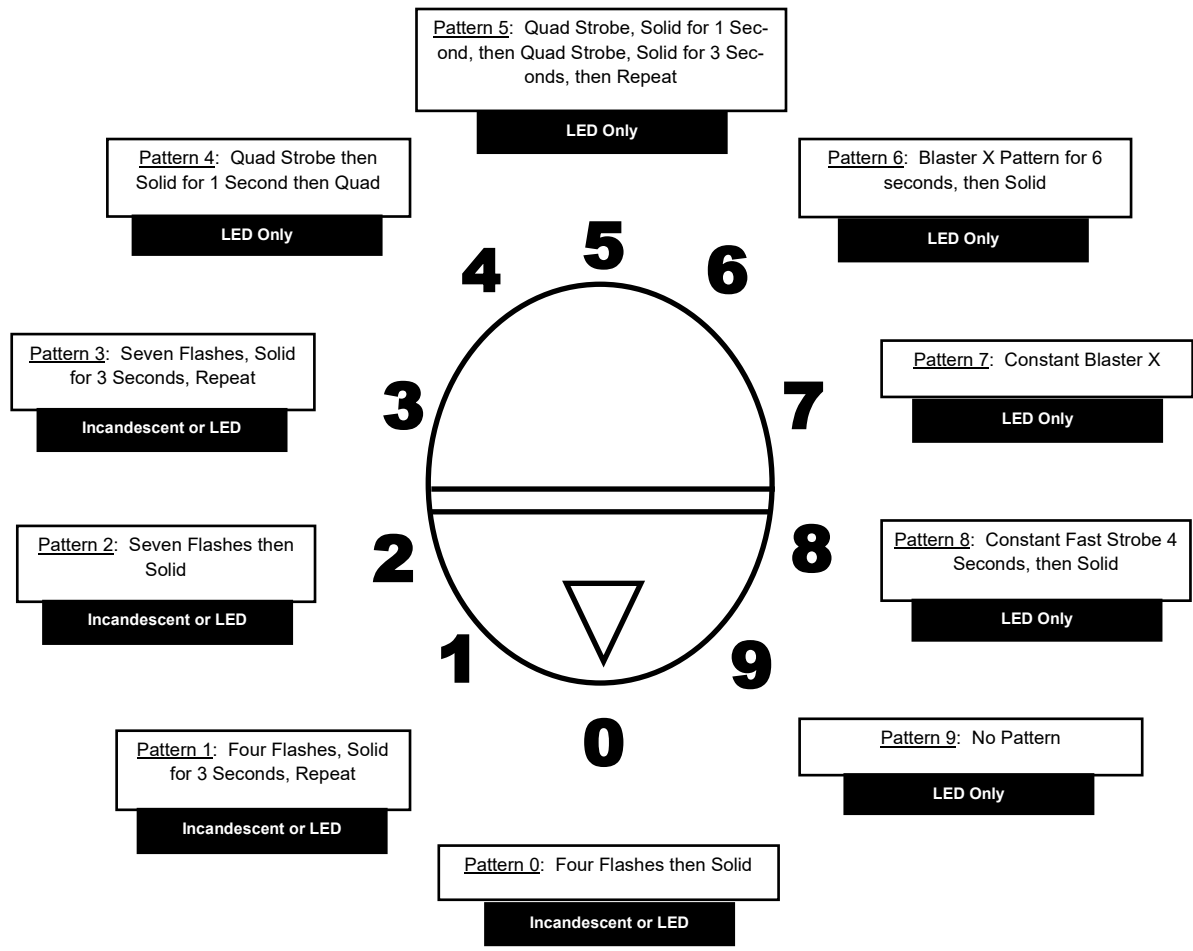 Pattern 5: Quad Strobe, Solid for 1 Sec-
ond, then Quad Strobe, Solid for 3 Sec-
onds, then Repeat
LED Only
Pattern 4: Quad Strobe then
Solid for 1 Second then Quad
LED Only
Pattern 6: Blaster X Pattern for 6
seconds, then Solid
LED Only
4
5
6
Pattern 3: Seven Flashes, Solid
for 3 Seconds, Repeat
Incandescent or LED
3
7
Pattern 7: Constant Blaster X
LED Only
Pattern 2: Seven Flashes then
Solid
Incandescent or LED
2
8
Pattern 8: Constant Fast Strobe 4
Seconds, then Solid
LED Only
1
9
0
Pattern 1: Four Flashes, Solid
for 3 Seconds, Repeat
Incandescent or LED
Pattern 9: No Pattern
LED Only
Pattern 0: Four Flashes then Solid
Incandescent or LED